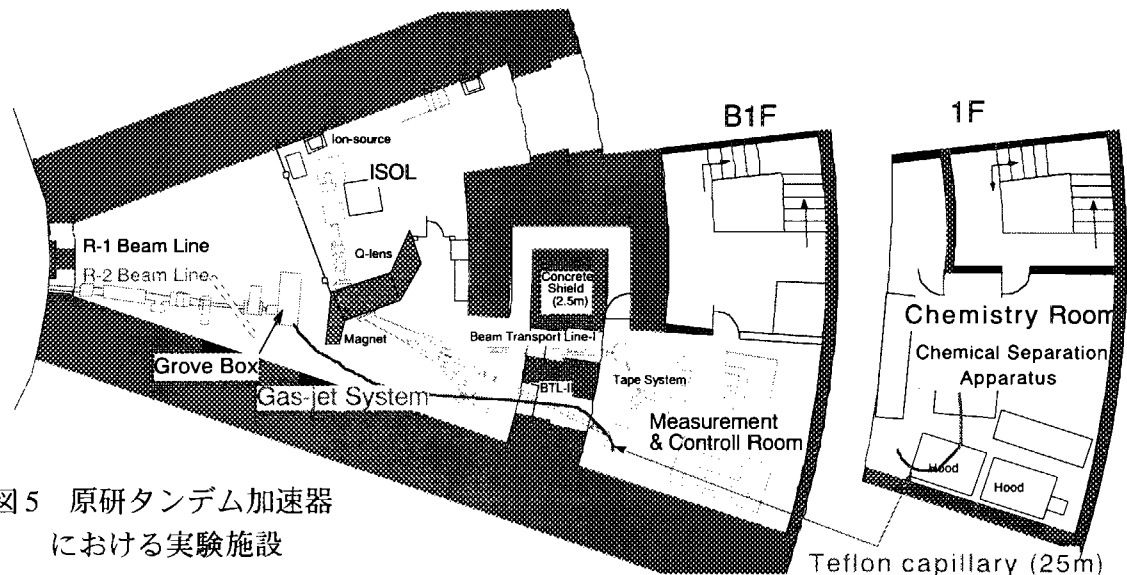 B1F
1F
Ion-source
ISOL
R-1 Beam Line
R-2 Beam Line
Q-lens
Concrete
Shield
(2.5m)
Chemistry Room
Magnet
Beam Transport Line-I
Chemical Separation
Apparatus
Grove Box
Gas-jet System
BTL-II
Tape System
Measurement
& Controll Room
Hood
Hood
図5 原研タンデム加速器
における実験施設
Teflon capillary (25m)